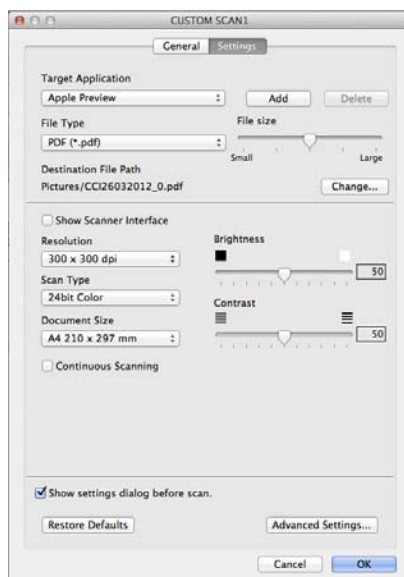 CUSTOM SCAN1
General Settings
Target Application
Apple Preview Add Delete
File Type File size
PDF (*.pdf)
Small Large
Destination File Path
Pictures/CCI26032012_0.pdf Change...
Show Scanner Interface
Resolution Brightness
300 x 300 dpi 50
Scan Type
24bit Color Contrast
Document Size
A4 210 x 297 mm 50
Continuous Scanning
Show settings dialog before scan.
Restore Defaults Advanced Settings...
Cancel OK